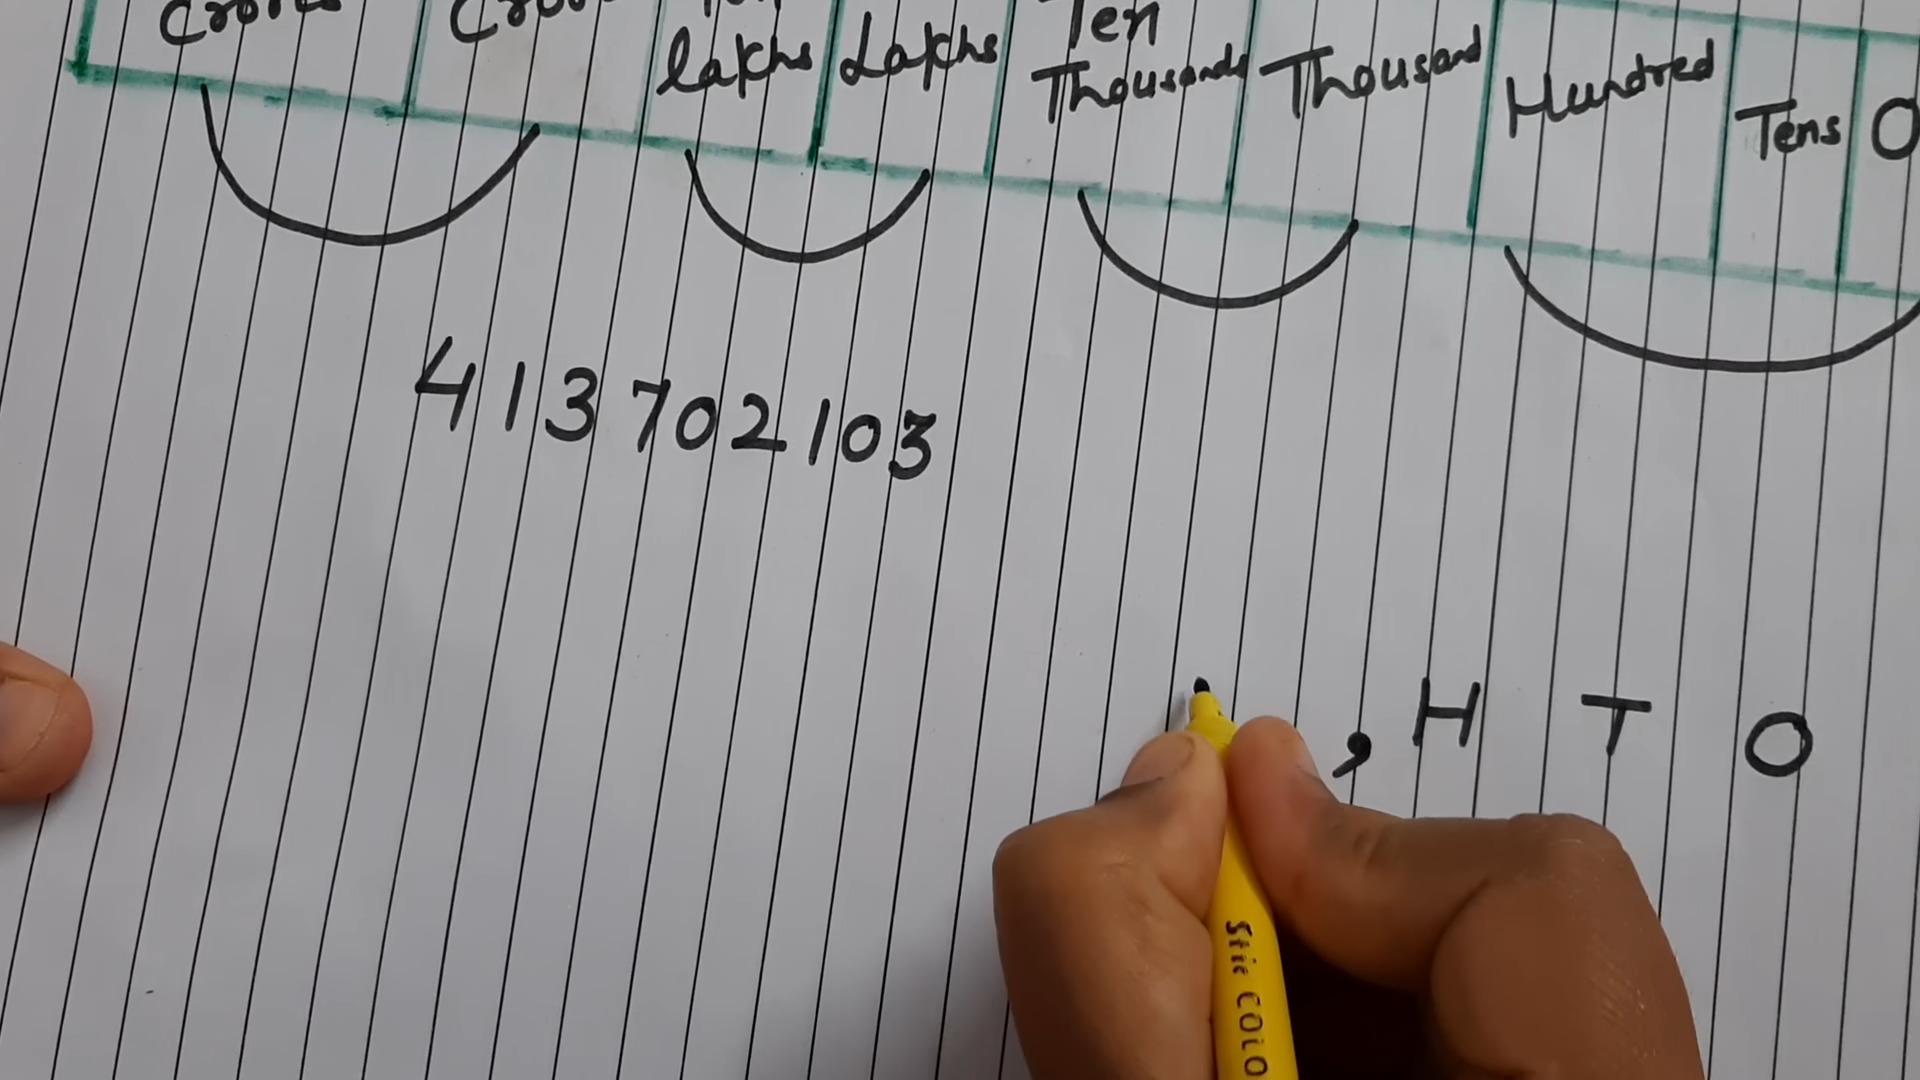 Ten
lakhs Lakhs Thousands Thousand Hundred Tens O
413702103
, H T O
Stic COLO